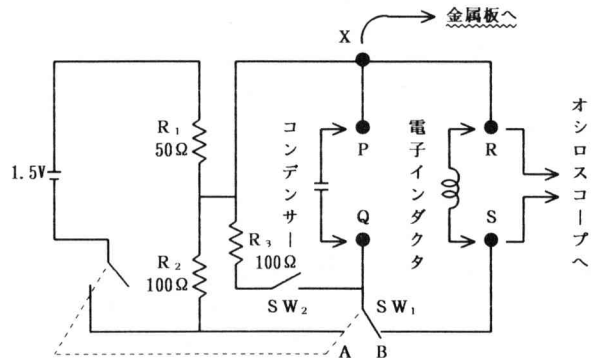 金属板へ
X
R₁
50Ω
1.5V
コンデンサー
P
電子インダクタ
R
オシロスコープへ
Q
S
R₃
100Ω
R₂
100Ω
SW₂
SW₁
A
B